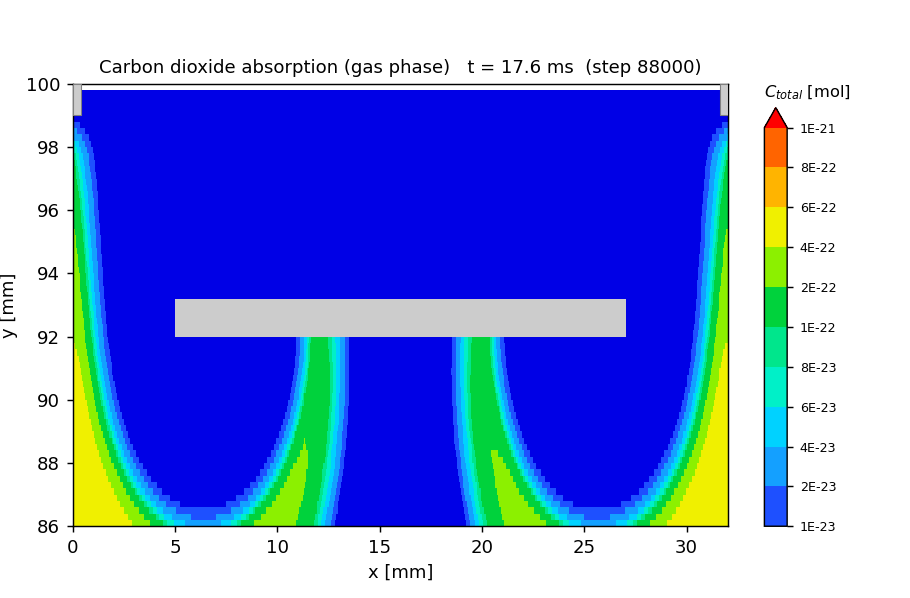 Carbon dioxide absorption (gas phase)   t = 17.6 ms  (step 88000)
C_total [mol]
y [mm]
100
98
96
94
92
90
88
86
0 5 10 15 20 25 30
x [mm]
1E-21
8E-22
6E-22
4E-22
2E-22
1E-22
8E-23
6E-23
4E-23
2E-23
1E-23